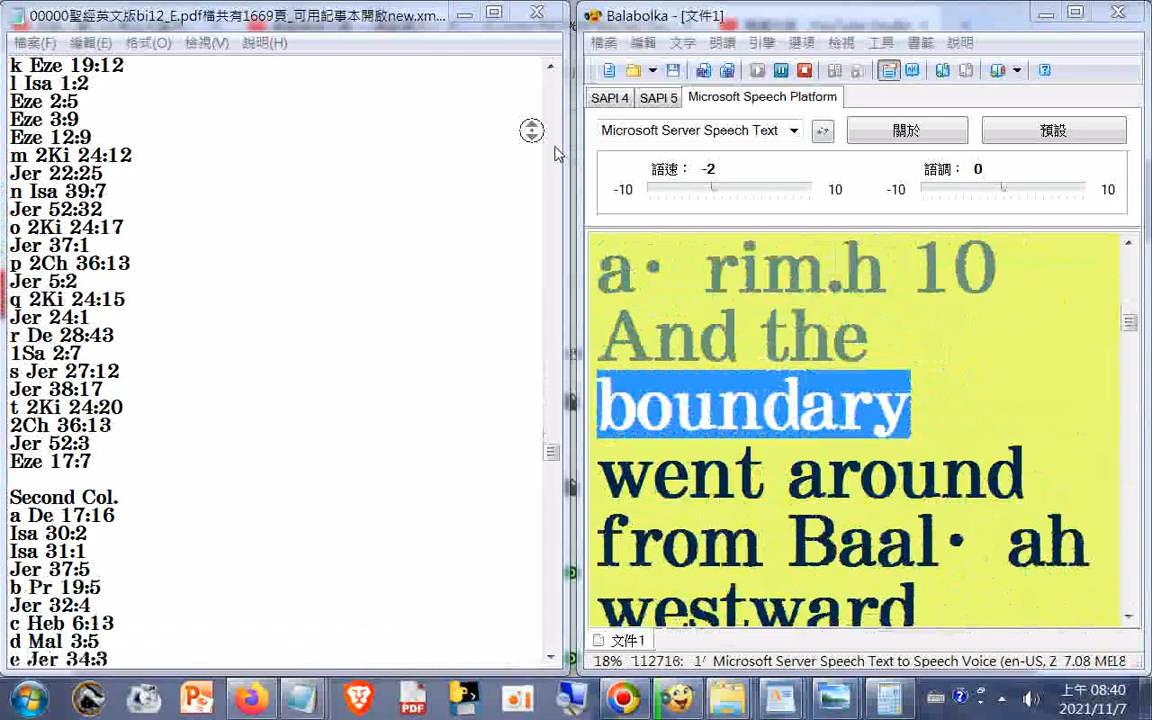 00000聖經英文版bi12_E.pdf檔共有1669頁_可用記事本開啟new.xm...
檔案(F) 編輯(E) 格式(O) 檢視(V) 說明(H)
k Eze 19:12
l Isa 1:2
Eze 2:5
Eze 3:9
Eze 12:9
m 2Ki 24:12
Jer 22:25
n Isa 39:7
Jer 52:32
o 2Ki 24:17
Jer 37:1
p 2Ch 36:13
Jer 5:2
q 2Ki 24:15
Jer 24:1
r De 28:43
1Sa 2:7
s Jer 27:12
Jer 38:17
t 2Ki 24:20
2Ch 36:13
Jer 52:3
Eze 17:7
Second Col.
a De 17:16
Isa 30:2
Isa 31:1
Jer 37:5
b Pr 19:5
Jer 32:4
c Heb 6:13
d Mal 3:5
e Jer 34:3
Balabolka - [文件1]
檔案 編輯 文字 朗讀 引擎 選項 檢視 工具 書籤 說明
SAPI 4 SAPI 5 Microsoft Speech Platform
Microsoft Server Speech Text 關於 預設
語速： -2 語調： 0
-10 10 -10 10
a· rim.h 10
And the
boundary
went around
from Baal· ah
westward
文件1
18% 112716: Microsoft Server Speech Text to Speech Voice (en-US, Z 7.08 MB
上午 08:40
2021/11/7